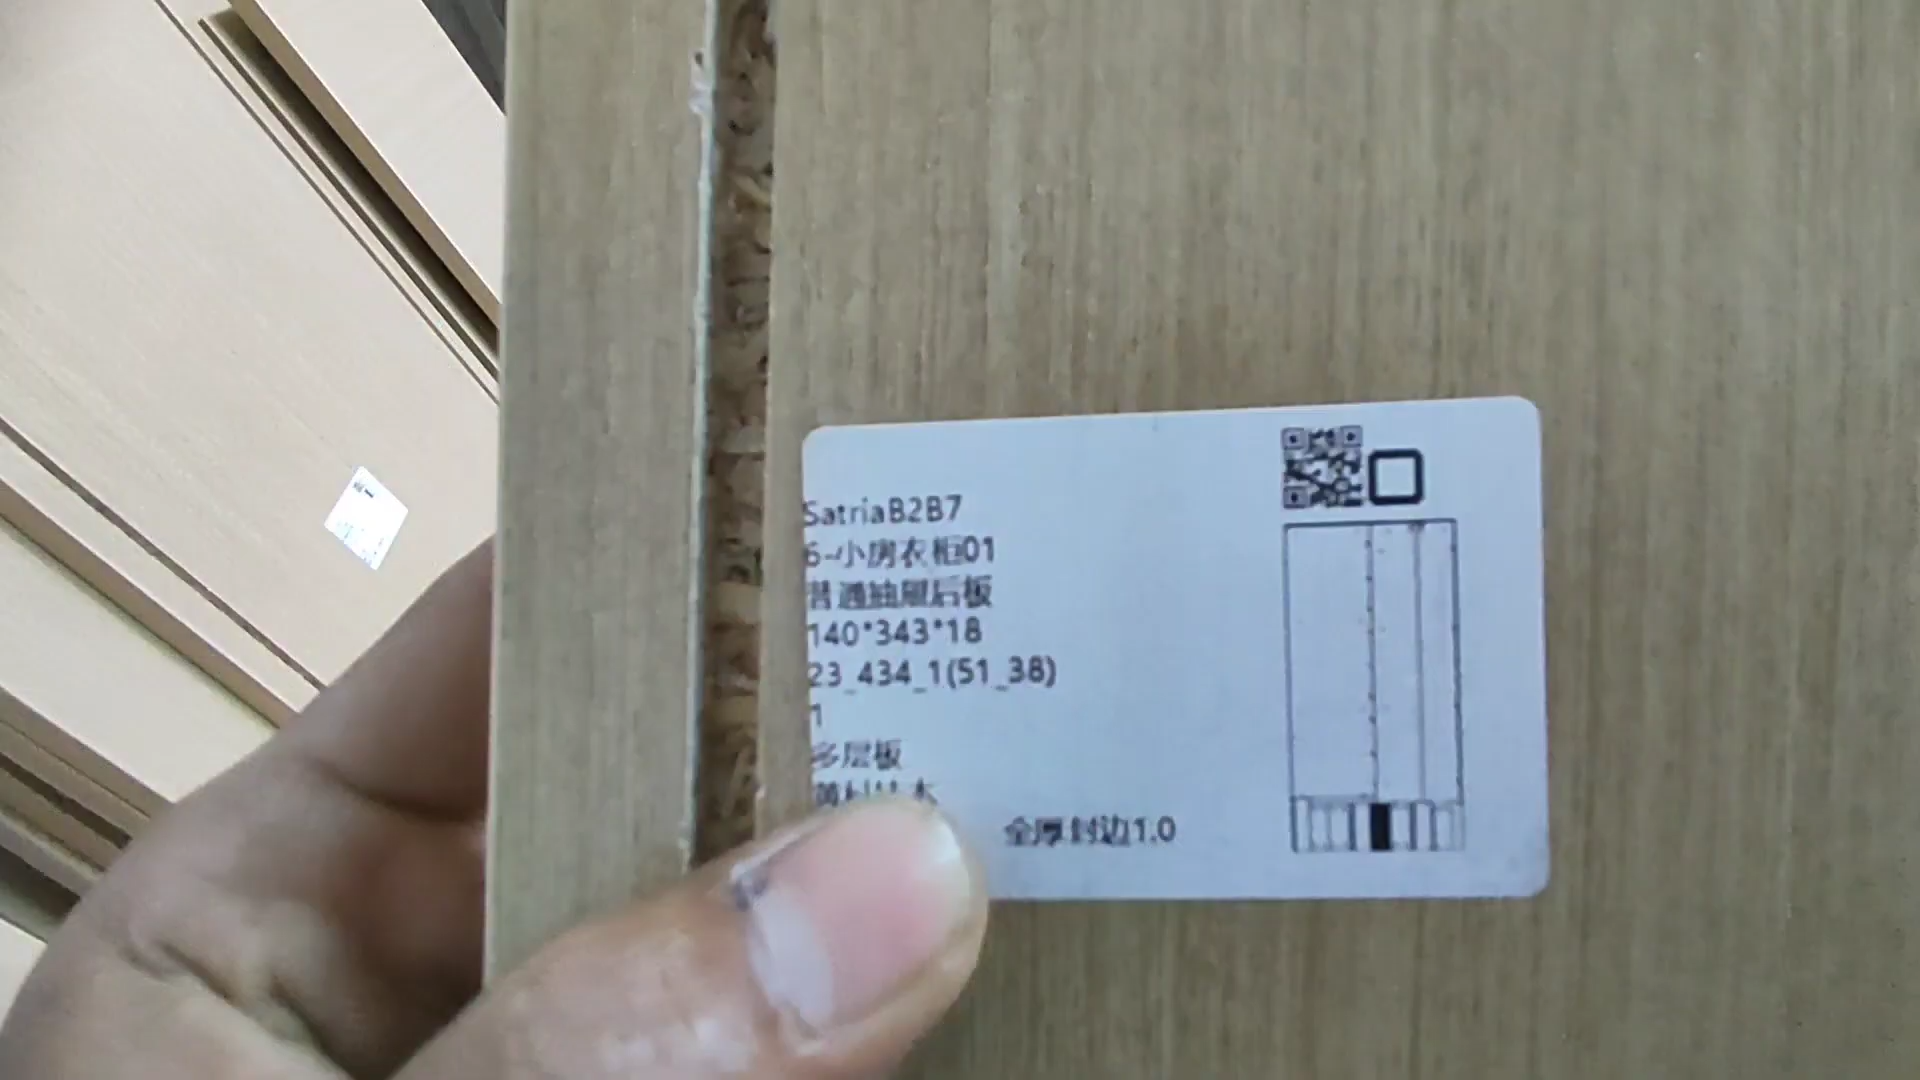 SatriaB2B7
6-小房衣柜01
普通抽屉后板
140*343*18
23_434_1(51_38)
1
多层板
全厚封边1.0